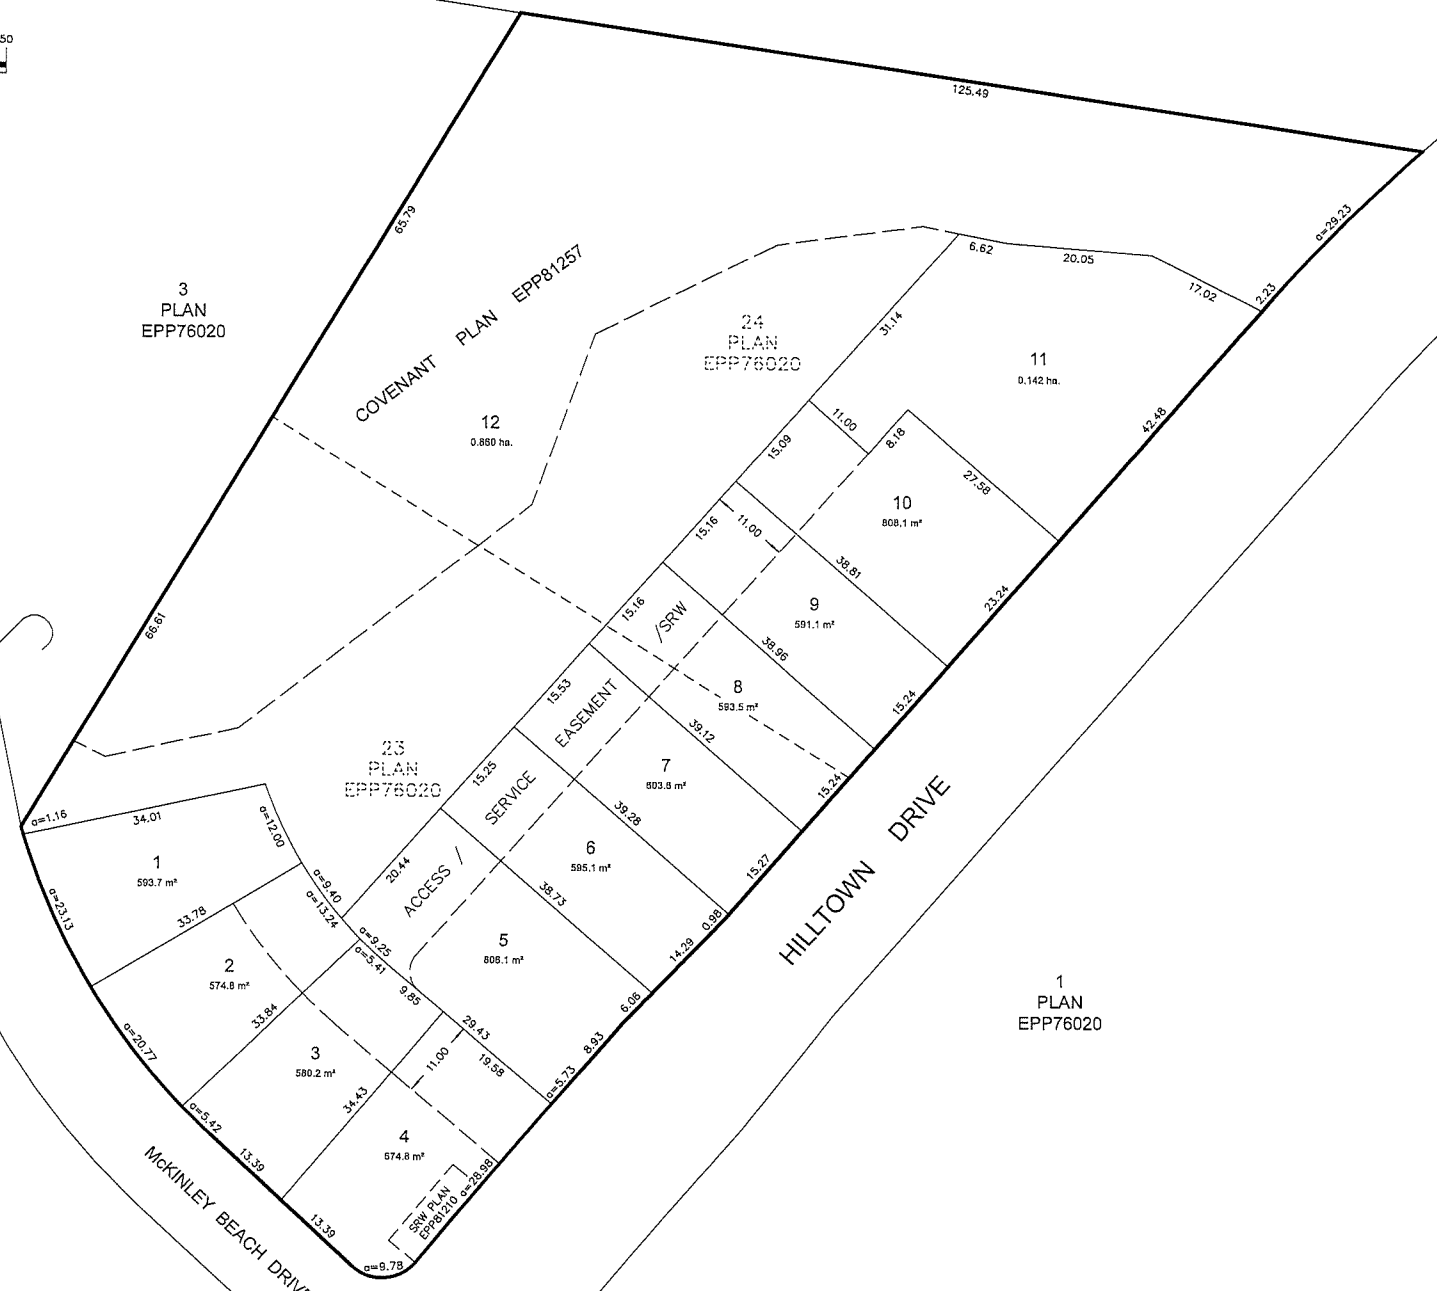 50
125.49
65.79
a=29.23
3
PLAN
EPP76020
COVENANT PLAN EPP81257
6.62
20.05
17.02
2.23
24
PLAN
EPP76020
31.14
11
0.142 ha.
12
0.860 ha.
11.00
15.09
8.18
27.58
42.48
10
808.1 m²
15.16
11.00
38.81
23.24
9
591.1 m²
15.16
/SRW
38.96
66.61
8
593.5 m²
15.24
15.53
EASEMENT
39.12
15.24
23
PLAN
EPP76020
15.25
SERVICE
7
603.6 m²
39.28
HILLTOWN DRIVE
a=1.16
34.01
a=12.00
6
595.1 m²
15.27
1
593.7 m²
20.44
ACCESS /
38.73
0.98
a=9.40
a=13.24
a=23.13
33.78
a=9.25
a=5.41
5
808.1 m²
14.29
2
574.8 m²
9.85
6.06
1
PLAN
EPP76020
33.84
29.43
8.93
a=20.77
3
580.2 m²
11.00
19.58
a=5.73
34.43
a=5.42
4
674.8 m²
13.39
a=28.98
SRW PLAN
EPP81210
13.39
McKINLEY BEACH DRIVE
a=9.78